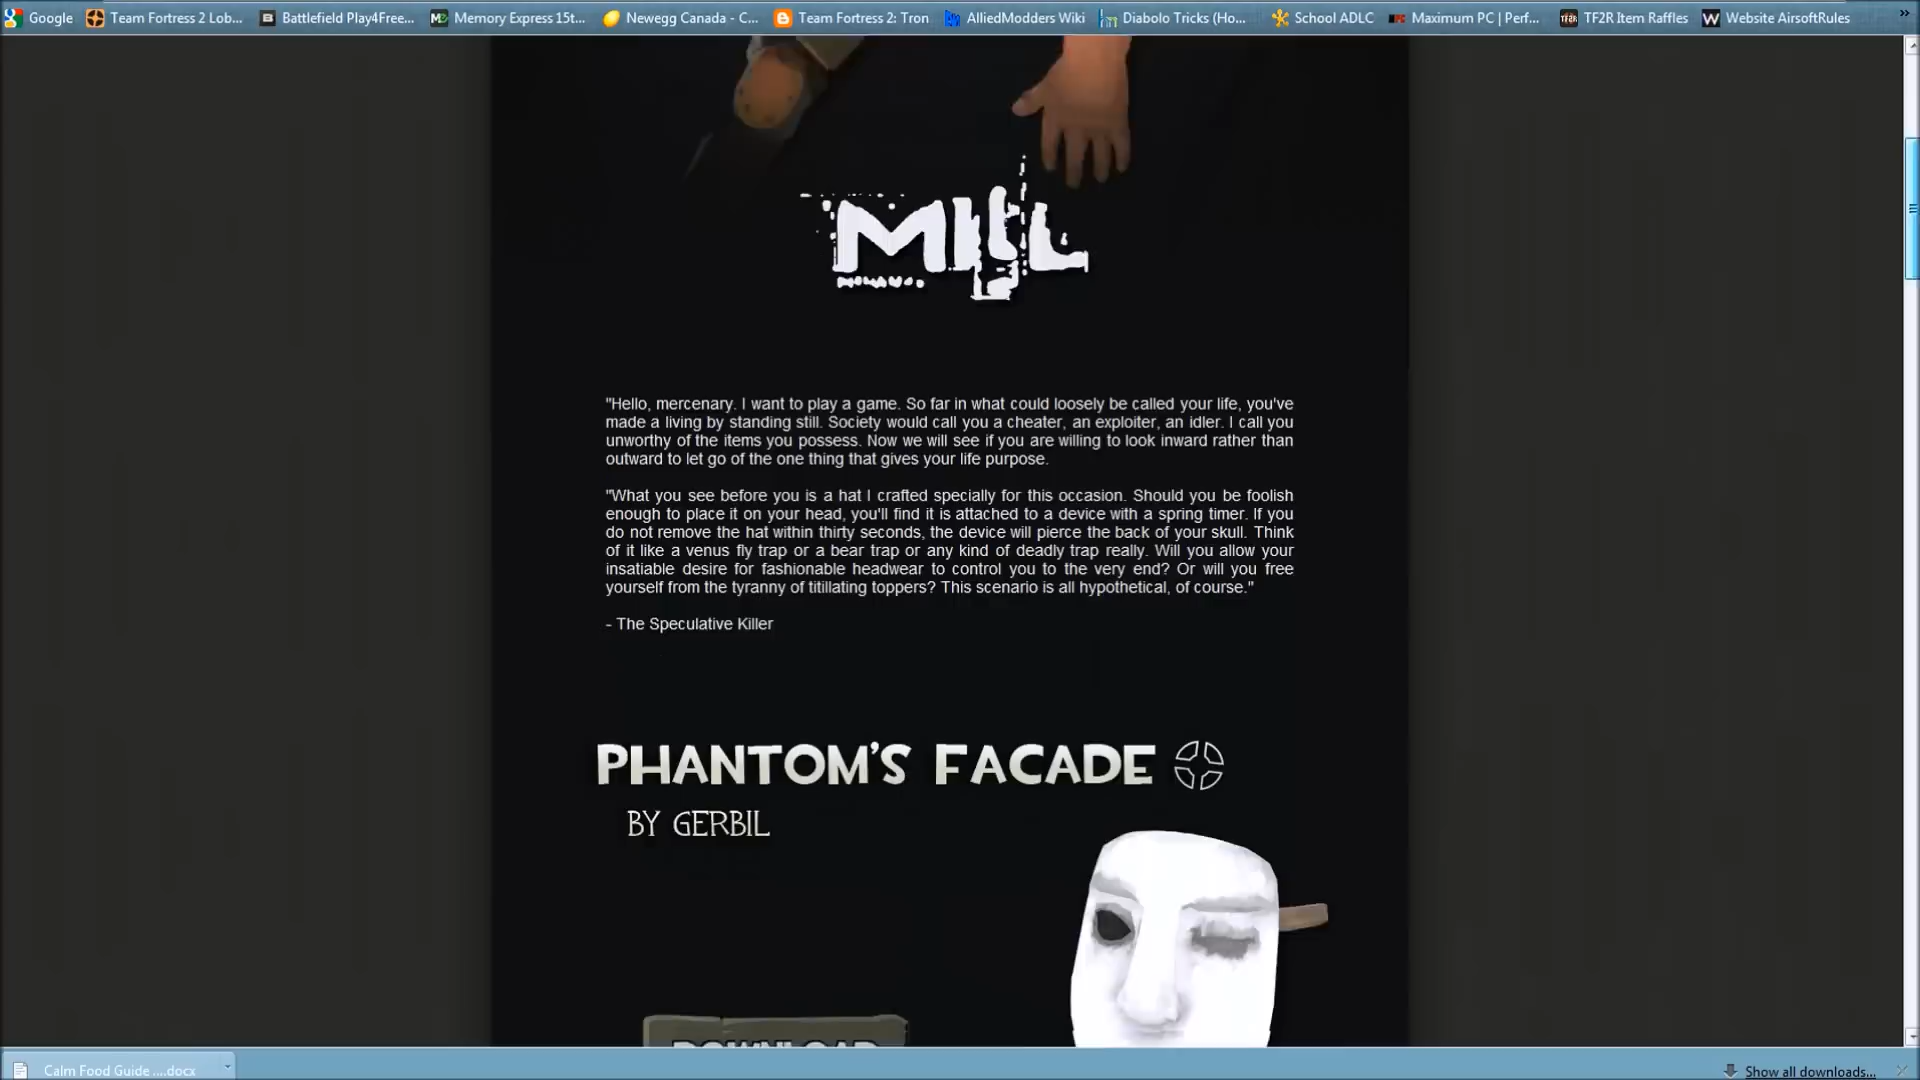 Google Team Fortress 2 Lob... Battlefield Play4Free... Memory Express 15t... Newegg Canada - C... Team Fortress 2: Tron AlliedModders Wiki Diabolo Tricks (Ho... School ADLC Maximum PC | Perf... TF2R Item Raffles Website AirsoftRules »
"Hello, mercenary. I want to play a game. So far in what could loosely be called your life, you've
made a living by standing still. Society would call you a cheater, an exploiter, an idler. I call you
unworthy of the items you possess. Now we will see if you are willing to look inward rather than
outward to let go of the one thing that gives your life purpose.
"What you see before you is a hat I crafted specially for this occasion. Should you be foolish
enough to place it on your head, you'll find it is attached to a device with a spring timer. If you
do not remove the hat within thirty seconds, the device will pierce the back of your skull. Think
of it like a venus fly trap or a bear trap or any kind of deadly trap really. Will you allow your
insatiable desire for fashionable headwear to control you to the very end? Or will you free
yourself from the tyranny of titillating toppers? This scenario is all hypothetical, of course."
- The Speculative Killer
PHANTOM'S FACADE
BY GERBIL
DOWNLOAD
Calm Food Guide ....docx
Show all downloads...